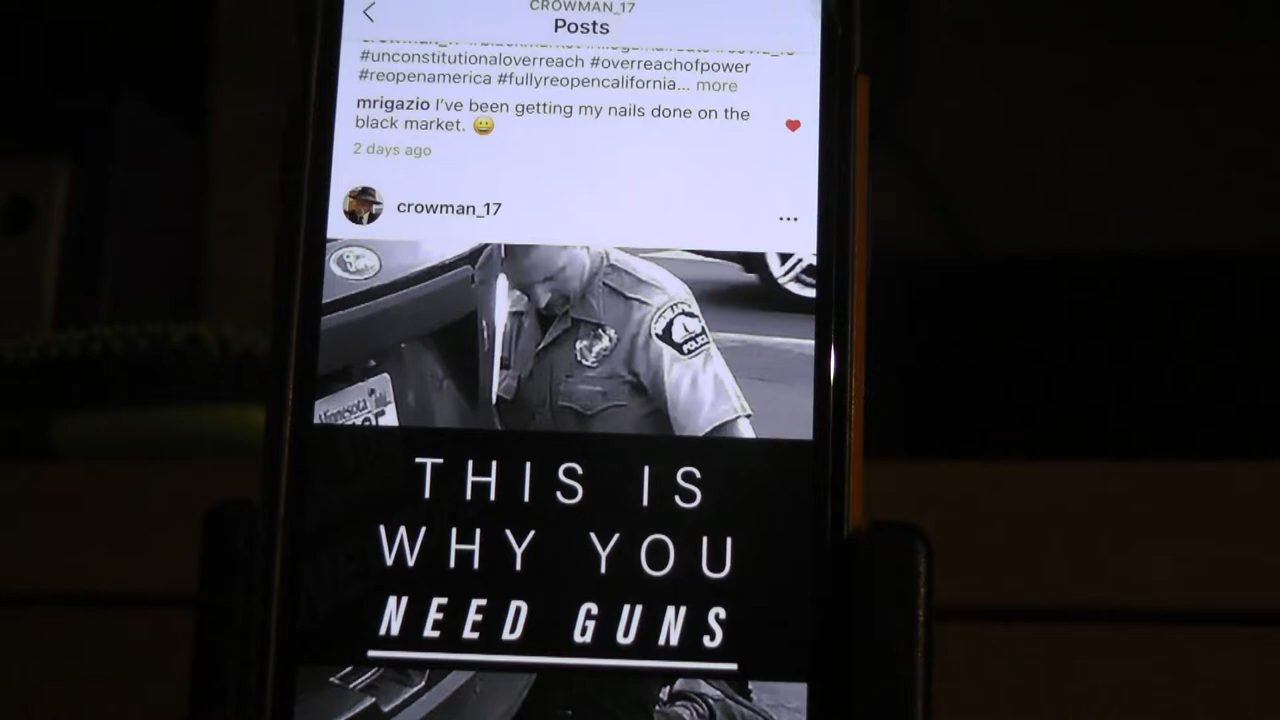 CROWMAN_17
Posts
#unconstitutionaloverreach #overreachofpower
#reopenamerica #fullyreopencalifornia... more
mrigazio I've been getting my nails done on the
black market. 😀
2 days ago
crowman_17
POLICE
Minnesota
THIS IS
WHY YOU
NEED GUNS